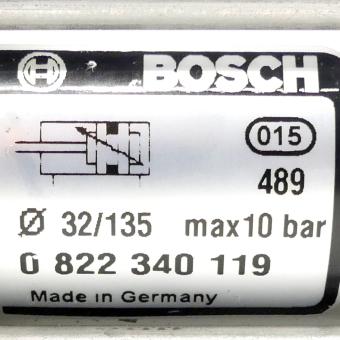 BOSCH
015
489
Ø 32/135 max10 bar
0 822 340 119
Made in Germany